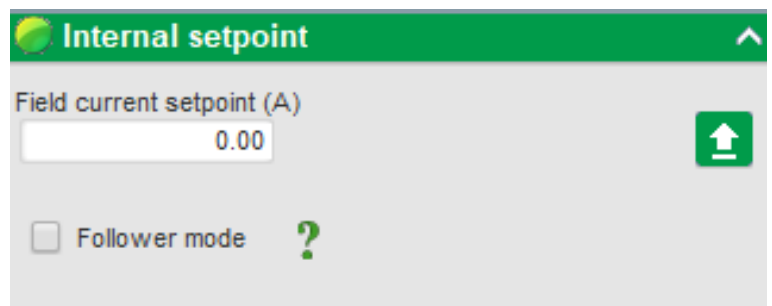 Internal setpoint
Field current setpoint (A)
0.00
Follower mode ?